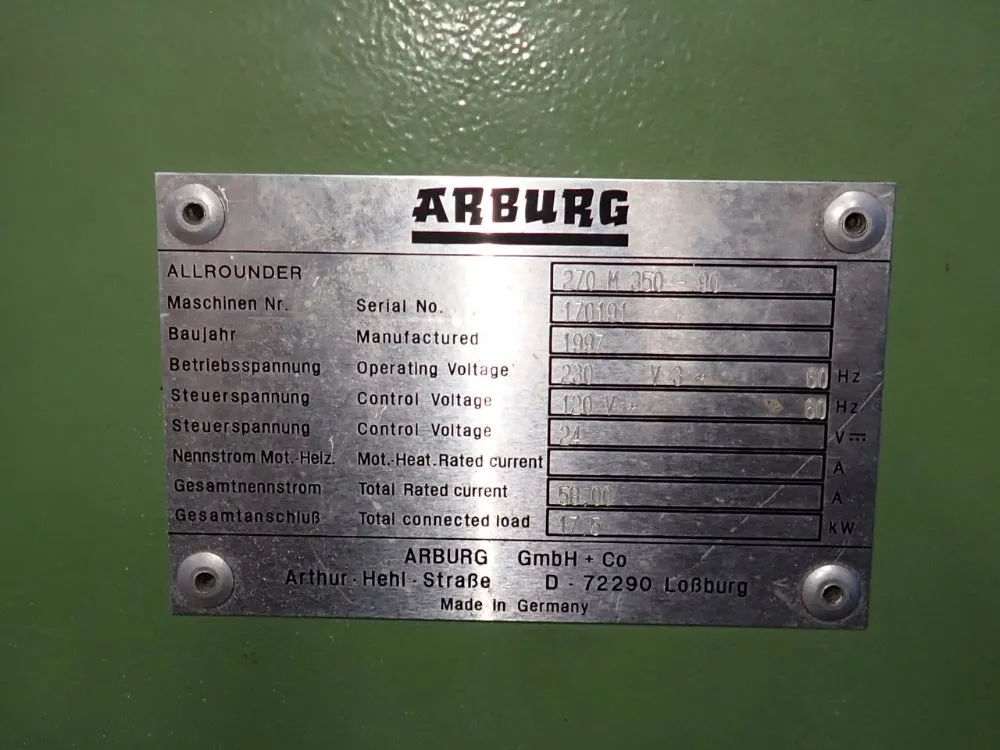 ARBURG
ALLROUNDER 270 M 350 - 90
Maschinen Nr. Serial No. 170191
Baujahr Manufactured 1997
Betriebsspannung Operating Voltage 230 V 3 ~ 60 Hz
Steuerspannung Control Voltage 120 V ~ 60 Hz
Steuerspannung Control Voltage 24 V
Nennstrom Mot.-Heiz. Mot.-Heat.Rated current A
Gesamtnennstrom Total Rated current A
Gesamtanschluß Total connected load kW
ARBURG GmbH + Co
Arthur - Hehl - Straße D - 72290 Loßburg
Made in Germany